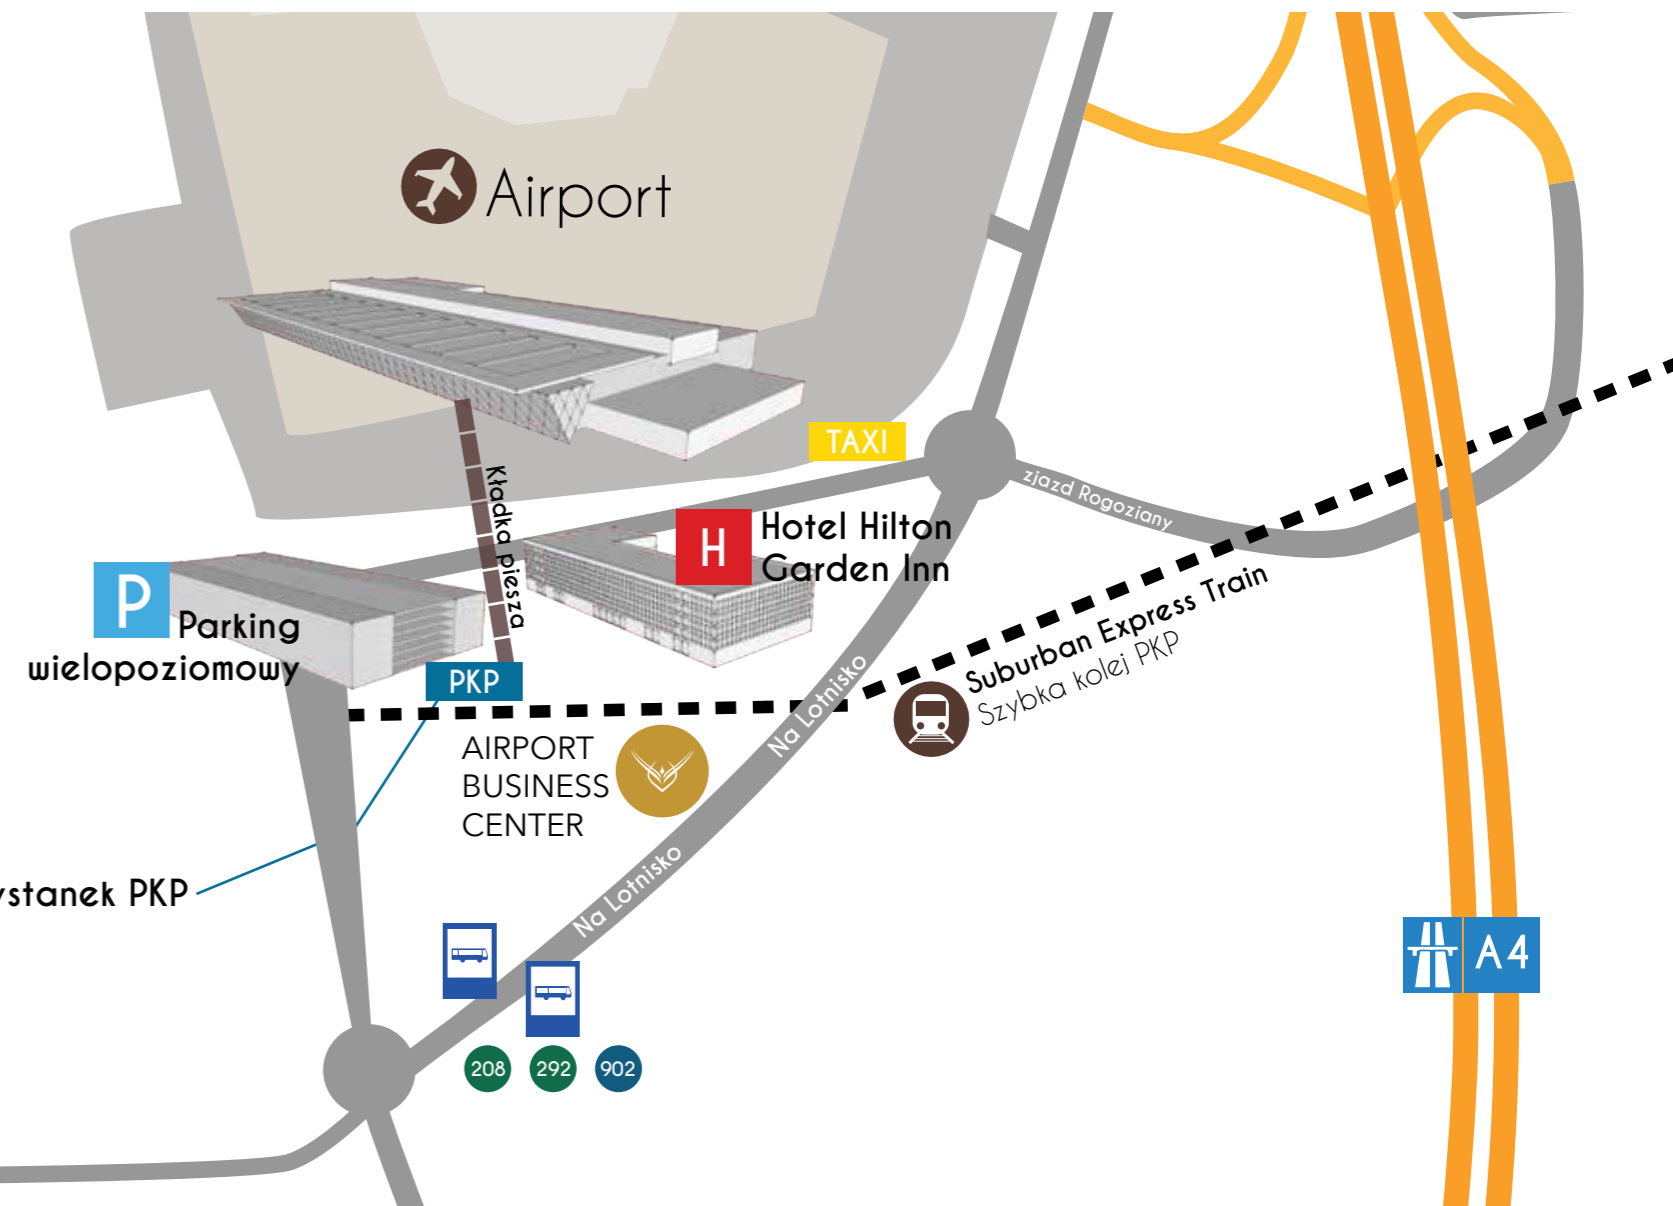 Airport
TAXI
zjazd Rogoziany
Kładka piesza
H
Hotel Hilton
Garden Inn
P
Parking
wielopoziomowy
PKP
Suburban Express Train
Szybka kolej PKP
Na Lotnisko
AIRPORT
BUSINESS
CENTER
Na Lotnisko
ystanek PKP
A4
208
292
902